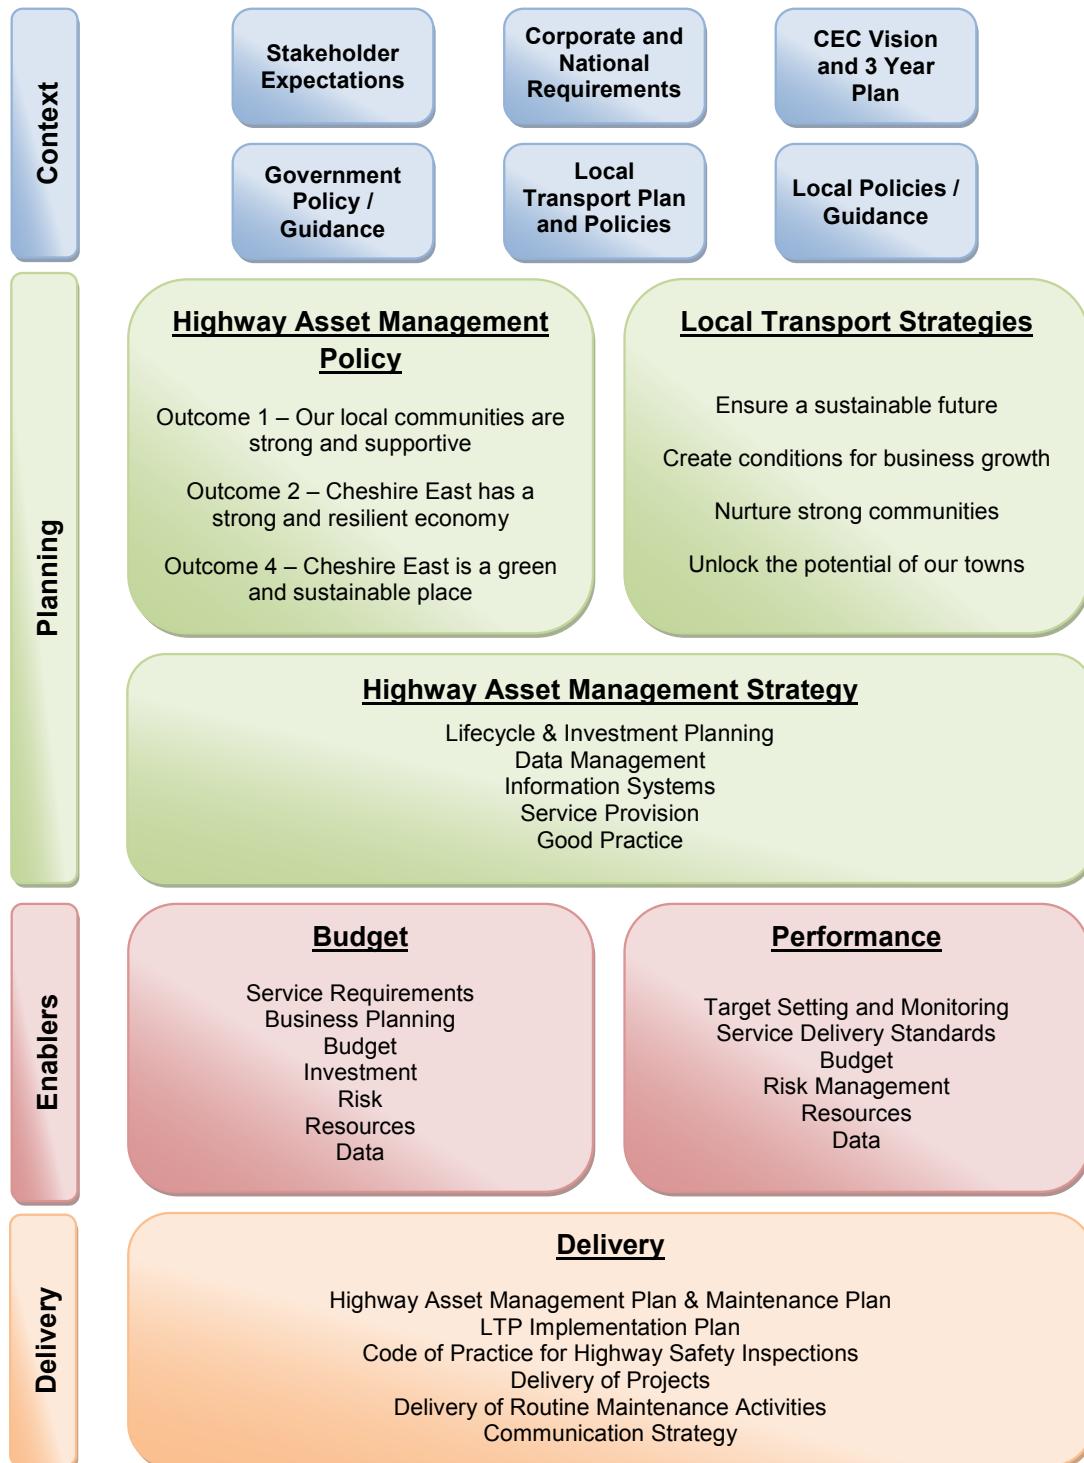 Context
Stakeholder
Expectations
Corporate and
National
Requirements
CEC Vision
and 3 Year
Plan
Government
Policy /
Guidance
Local
Transport Plan
and Policies
Local Policies /
Guidance
Planning
Highway Asset Management
Policy
Outcome 1 – Our local communities are
strong and supportive
Outcome 2 – Cheshire East has a
strong and resilient economy
Outcome 4 – Cheshire East is a green
and sustainable place
Local Transport Strategies
Ensure a sustainable future
Create conditions for business growth
Nurture strong communities
Unlock the potential of our towns
Highway Asset Management Strategy
Lifecycle & Investment Planning
Data Management
Information Systems
Service Provision
Good Practice
Enablers
Budget
Service Requirements
Business Planning
Budget
Investment
Risk
Resources
Data
Performance
Target Setting and Monitoring
Service Delivery Standards
Budget
Risk Management
Resources
Data
Delivery
Delivery
Highway Asset Management Plan & Maintenance Plan
LTP Implementation Plan
Code of Practice for Highway Safety Inspections
Delivery of Projects
Delivery of Routine Maintenance Activities
Communication Strategy